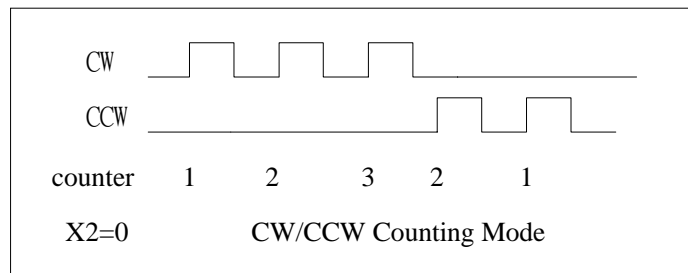 CW
CCW
counter 1 2 3 2 1
X2=0 CW/CCW Counting Mode